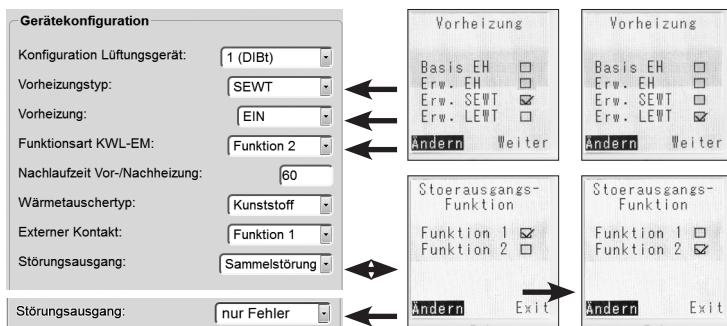 Gerätekonfiguration
Konfiguration Lüftungsgerät: 1 (DIBt)
Vorheizungstyp: SEWT
Vorheizung: EIN
Funktionsart KWL-EM: Funktion 2
Nachlaufzeit Vor-/Nachheizung: 60
Wärmetauschertyp: Kunststoff
Externer Kontakt: Funktion 1
Störungsausgang: Sammelstörung
Störungsausgang: nur Fehler
Vorheizung
Basis EH
Erw. EH
Erw. SEWT
Erw. LEWT
Ändern Weiter
Vorheizung
Basis EH
Erw. EH
Erw. SEWT
Erw. LEWT
Ändern Weiter
Stoerausgangs-
Funktion
Funktion 1
Funktion 2
Ändern Exit
Stoerausgangs-
Funktion
Funktion 1
Funktion 2
Ändern Exit